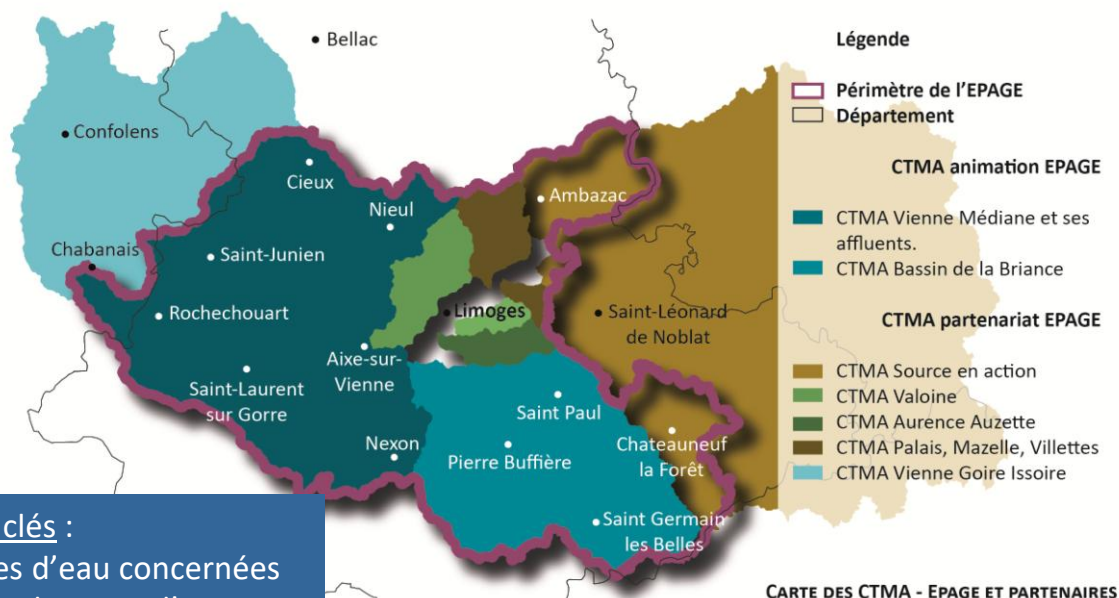 Bellac
Confolens
Cieux
Nieul
Ambazac
Chabanais
Saint-Junien
Rochechouart
Limoges
Saint-Léonard
de Noblat
Aixe-sur-
Vienne
Saint-Laurent
sur Gorre
Saint Paul
Nexon
Pierre Buffière
Chateauneuf
la Forêt
Saint Germain
les Belles
Légende
Périmètre de l'EPAGE
Département
CTMA animation EPAGE
CTMA Vienne Médiane et ses
affluents.
CTMA Bassin de la Briance
CTMA partenariat EPAGE
CTMA Source en action
CTMA Valoine
CTMA Aurence Auzette
CTMA Palais, Mazelle, Villettes
CTMA Vienne Goire Issoire
clés :
es d'eau concernées
CARTE DES CTMA - EPAGE ET PARTENAIRES